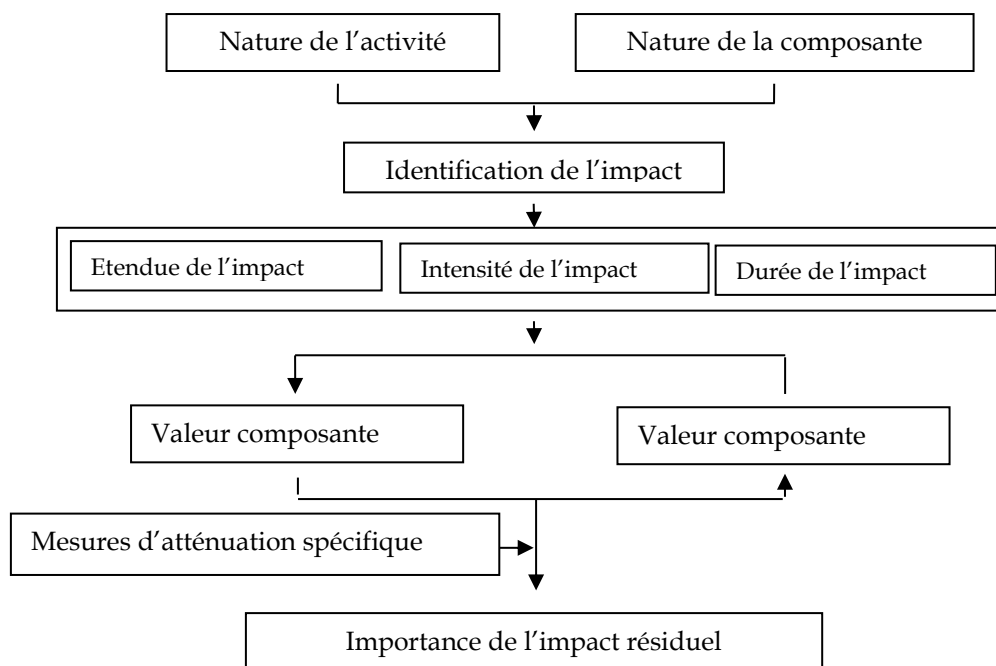 Nature de l’activité
Nature de la composante
Identification de l’impact
Etendue de l’impact
Intensité de l’impact
Durée de l’impact
Valeur composante
Valeur composante
Mesures d’atténuation spécifique
Importance de l’impact résiduel